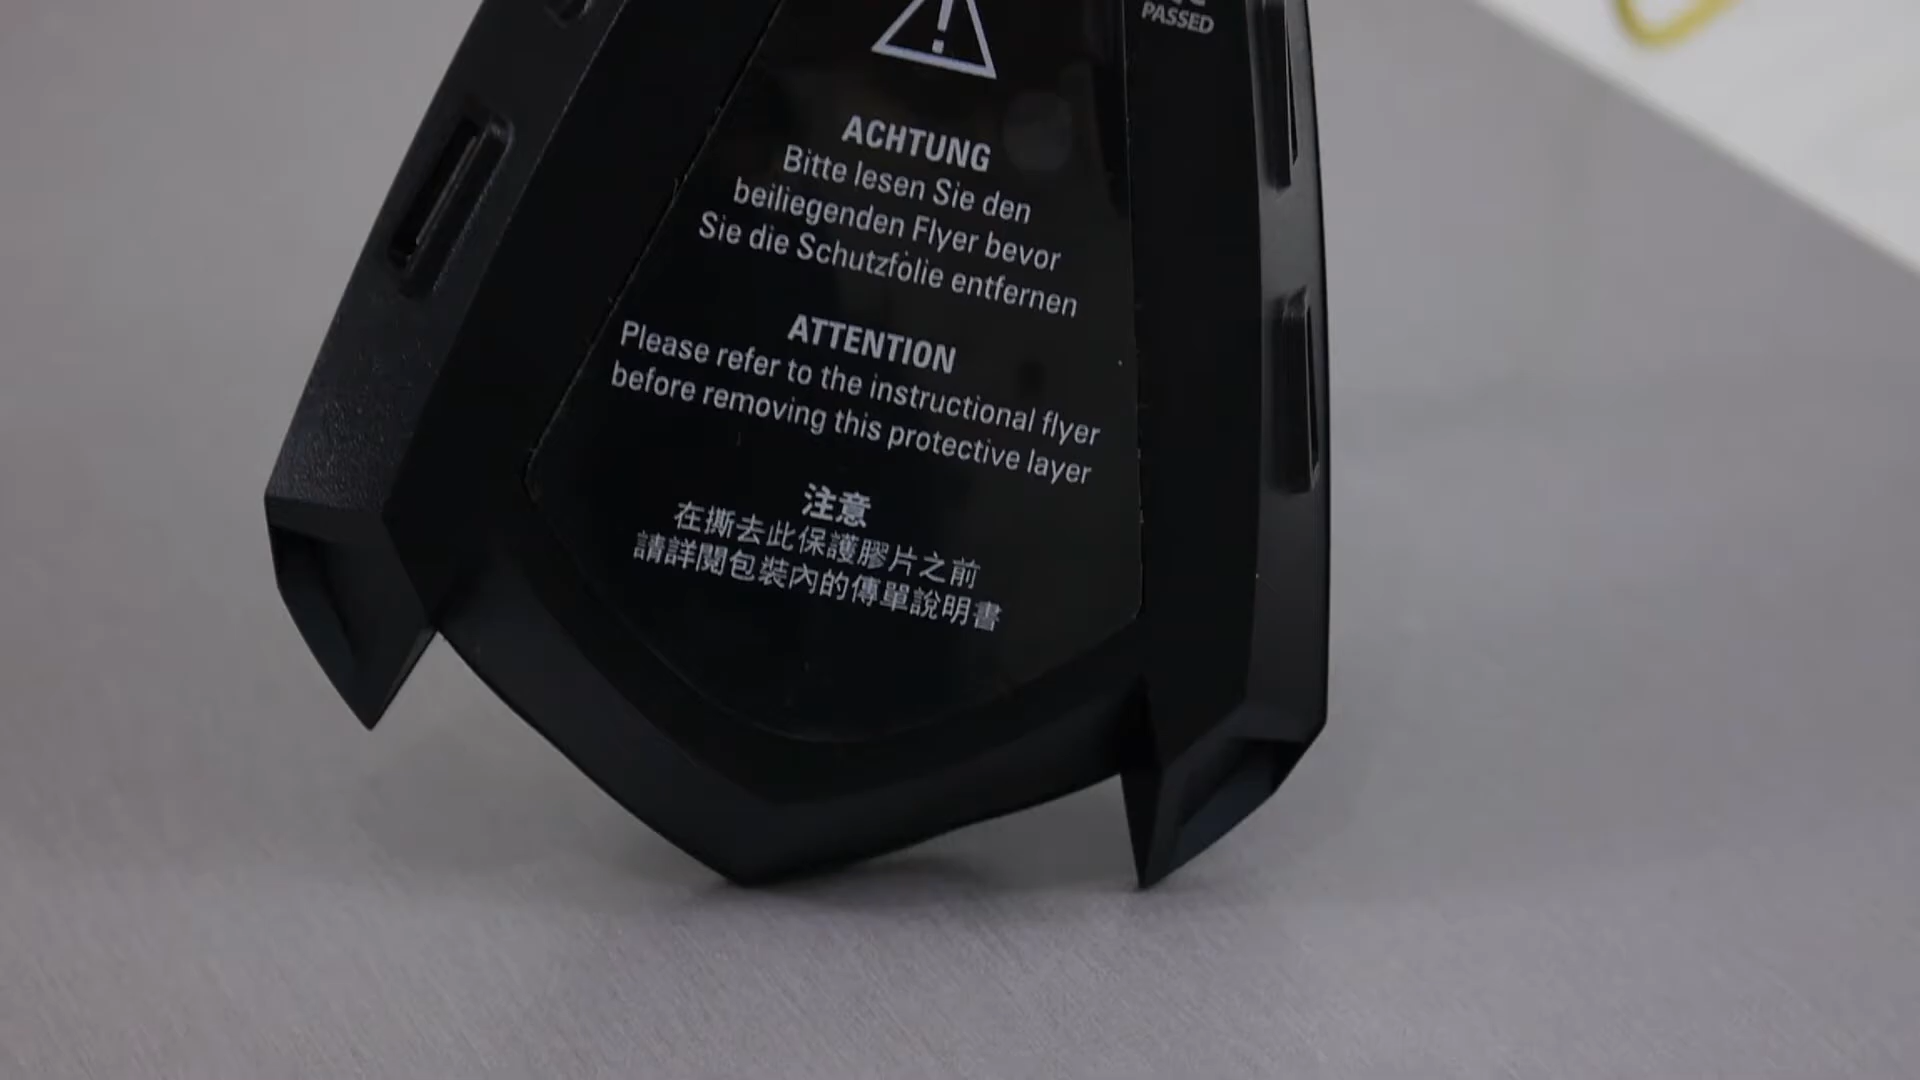 PASSED
ACHTUNG
Bitte lesen Sie den
beiliegenden Flyer bevor
Sie die Schutzfolie entfernen
ATTENTION
Please refer to the instructional flyer
before removing this protective layer
注意
在撕去此保護膠片之前
請詳閱包裝內的傳單說明書